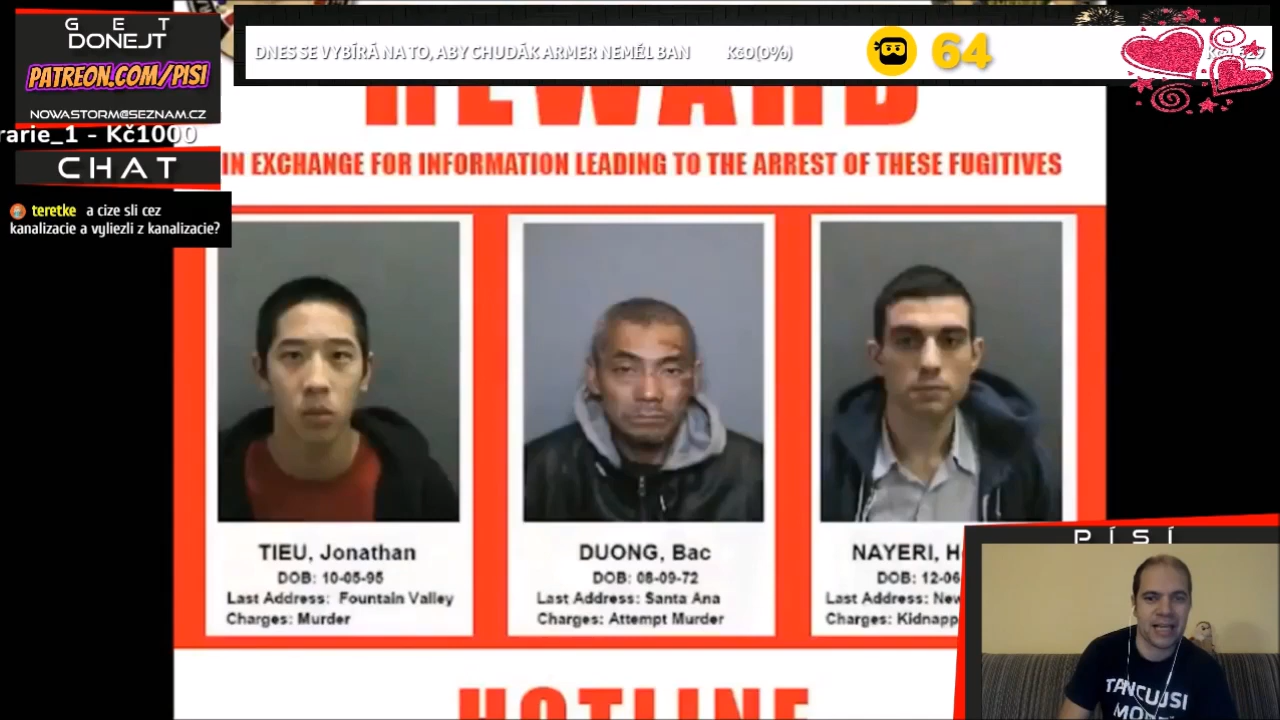 GET
DONEJT
PATREON.COM/PISI
NOWASTORM@SEZNAM.CZ
rarie_1 - Kč1000
CHAT
teretke a cize sli cez
kanalizacie a vyliezli z kanalizacie?
DNES SE VYBÍRÁ NA TO, ABY CHUDÁK ARMER NEMĚL BAN Kč0(0%)
64
REWARD
IN EXCHANGE FOR INFORMATION LEADING TO THE ARREST OF THESE FUGITIVES
TIEU, Jonathan
DOB: 10-05-95
Last Address: Fountain Valley
Charges: Murder
DUONG, Bac
DOB: 08-09-72
Last Address: Santa Ana
Charges: Attempt Murder
NAYERI, H
DOB: 12-06
Last Address: New
Charges: Kidnapp
PÍSÍ
TANCUJSI
HOTLINE